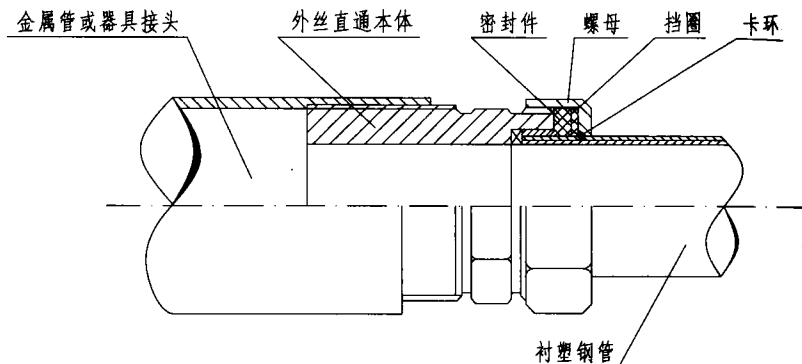 金属管或器具接头
外丝直通本体
密封件
螺母
挡圈
卡环
衬塑钢管